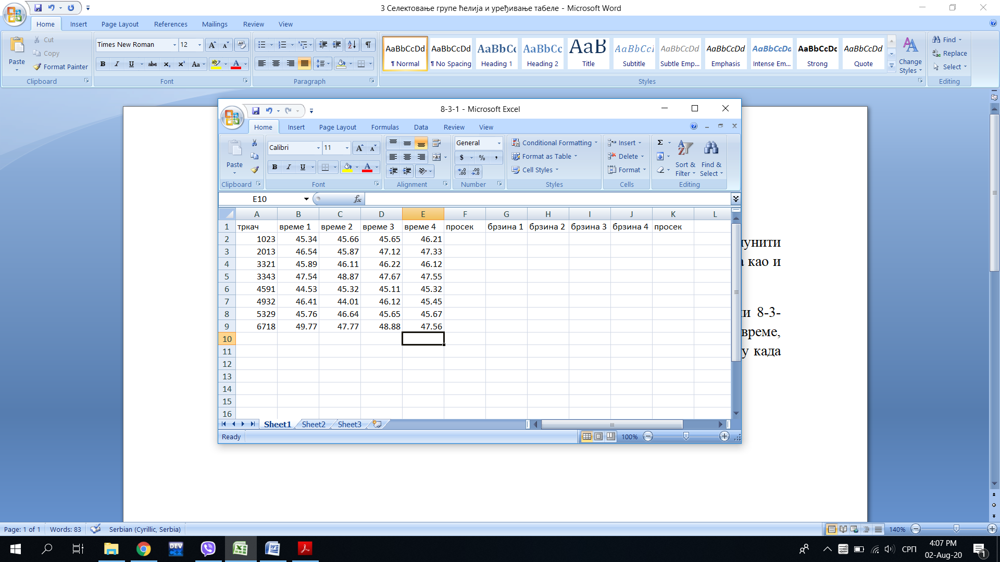 3 Селектовање групе ћелија и уређивање табеле - Microsoft Word
Home Insert Page Layout References Mailings Review View
Paste
Cut
Copy
Format Painter
Clipboard
Times New Roman 12
Font
Paragraph
AaBbCcDd AaBbCcDd AaBbCc AaBbCc AaB AaBbCcI AaBbCcDd AaBbCcDd AaBbCcDd AaBbCcDd AaBbCcDd
¶ Normal ¶ No Spacing Heading 1 Heading 2 Title Subtitle Subtle Emp... Emphasis Intense Em... Strong Quote
Change Styles
Styles
Find
Replace
Select
Editing
8-3-1 - Microsoft Excel
Home Insert Page Layout Formulas Data Review View
Paste
Clipboard
Calibri 11
Font
Alignment
General
Number
Conditional Formatting
Format as Table
Cell Styles
Styles
Insert
Delete
Format
Cells
Sort & Filter
Find & Select
Editing
E10
A B C D E F G H I J K L
1 тркач време 1 време 2 време 3 време 4 просек брзина 1 брзина 2 брзина 3 брзина 4 просек
2 1023 45.34 45.66 45.65 46.21
3 2013 46.54 45.87 47.12 47.33
4 3321 45.89 46.11 46.22 46.12
5 3343 47.54 48.87 47.67 47.55
6 4591 44.53 45.32 45.11 45.32
7 4932 46.41 44.01 46.12 45.45
8 5329 45.76 46.64 45.65 45.67
9 6718 49.77 47.77 48.88 47.56
10
11
12
13
14
15
16
Sheet1 Sheet2 Sheet3
Ready 100%
као и
8-3-
време,
у када
Page: 1 of 1 Words: 83 Serbian (Cyrillic, Serbia) 140%
DEV
СРП
4:07 PM
02-Aug-20
1